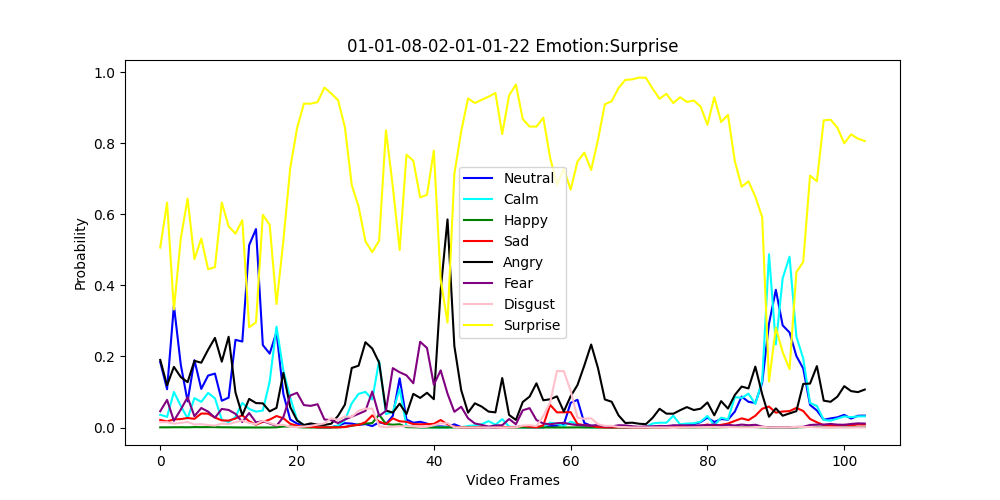 01-01-08-02-01-01-22 Emotion:Surprise
1.0
0.8
0.6
0.4
0.2
0.0
Probability
Neutral
Calm
Happy
Sad
Angry
Fear
Disgust
Surprise
0 20 40 60 80 100
Video Frames